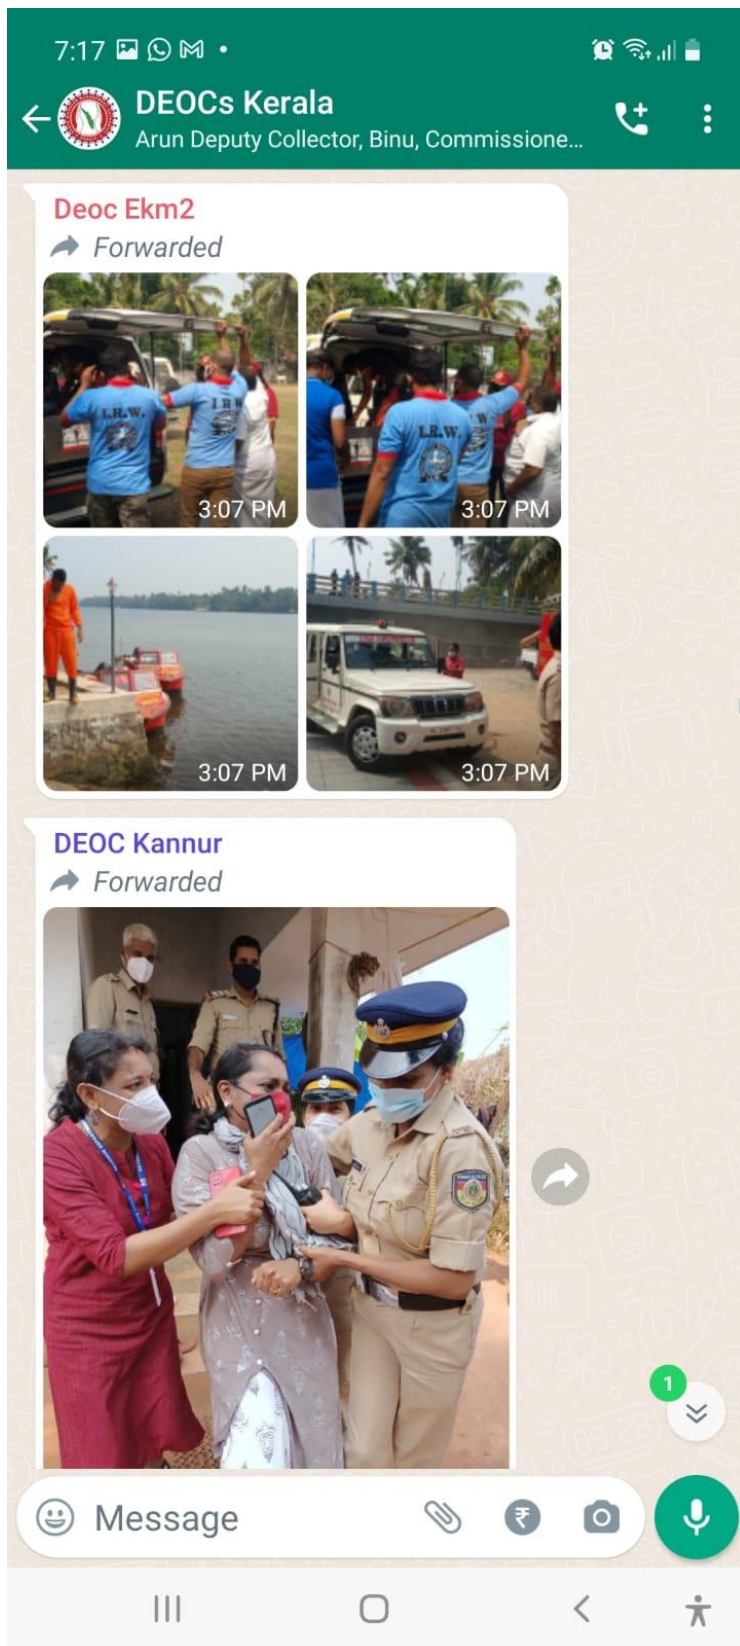 7:17
DEOCs Kerala
Arun Deputy Collector, Binu, Commissione...
Deoc Ekm2
Forwarded
I.R.W.
I R W
3:07 PM
I.R.W.
W
3:07 PM
3:07 PM
3:07 PM
DEOC Kannur
Forwarded
1
Message
₹